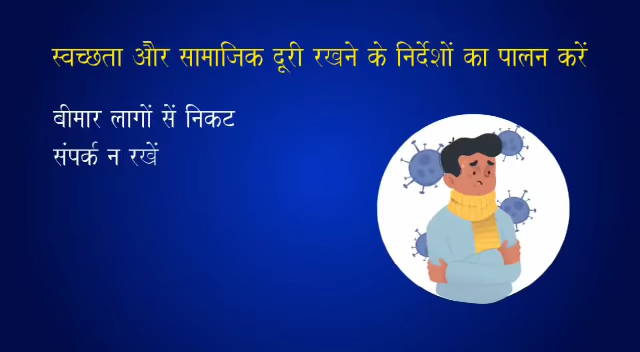 स्वच्छता और सामाजिक दूरी रखने के निर्देशों का पालन करें
बीमार लागों सें निकट
संपर्क न रखें